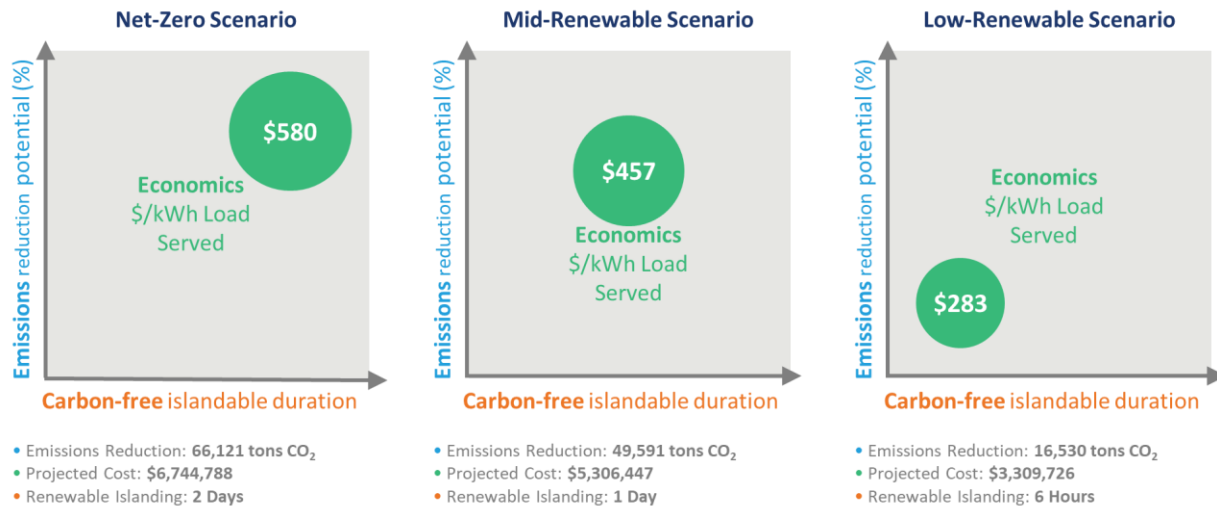 Net-Zero Scenario
Emissions reduction potential (%)
$580
Economics
$/kWh Load
Served
Carbon-free islandable duration
• Emissions Reduction: 66,121 tons CO₂
• Projected Cost: $6,744,788
• Renewable Islanding: 2 Days
Mid-Renewable Scenario
Emissions reduction potential (%)
$457
Economics
$/kWh Load
Served
Carbon-free islandable duration
• Emissions Reduction: 49,591 tons CO₂
• Projected Cost: $5,306,447
• Renewable Islanding: 1 Day
Low-Renewable Scenario
Emissions reduction potential (%)
Economics
$/kWh Load
Served
$283
Carbon-free islandable duration
• Emissions Reduction: 16,530 tons CO₂
• Projected Cost: $3,309,726
• Renewable Islanding: 6 Hours